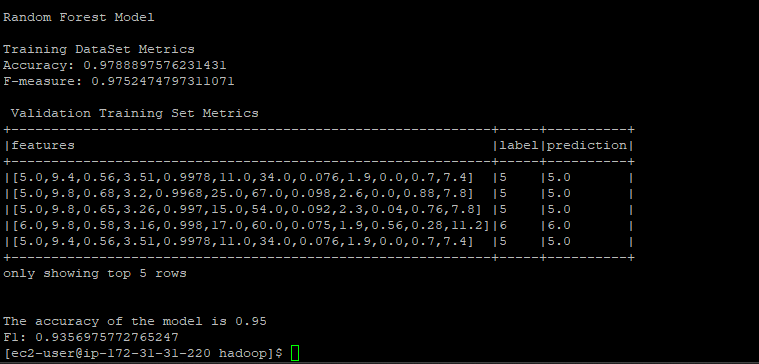 Random Forest Model
Training DataSet Metrics
Accuracy: 0.9788897576231431
F-measure: 0.9752474797311071
Validation Training Set Metrics
+------------------------------------------------------------+-----+----------+
|features |label|prediction|
+------------------------------------------------------------+-----+----------+
|[5.0,9.4,0.56,3.51,0.9978,11.0,34.0,0.076,1.9,0.0,0.7,7.4] |5 |5.0 |
|[5.0,9.8,0.68,3.2,0.9968,25.0,67.0,0.098,2.6,0.0,0.88,7.8] |5 |5.0 |
|[5.0,9.8,0.65,3.26,0.997,15.0,54.0,0.092,2.3,0.04,0.76,7.8] |5 |5.0 |
|[6.0,9.8,0.58,3.16,0.998,17.0,60.0,0.075,1.9,0.56,0.28,11.2]|6 |6.0 |
|[5.0,9.4,0.56,3.51,0.9978,11.0,34.0,0.076,1.9,0.0,0.7,7.4] |5 |5.0 |
+------------------------------------------------------------+-----+----------+
only showing top 5 rows
The accuracy of the model is 0.95
F1: 0.9356975772765247
[ec2-user@ip-172-31-31-220 hadoop]$